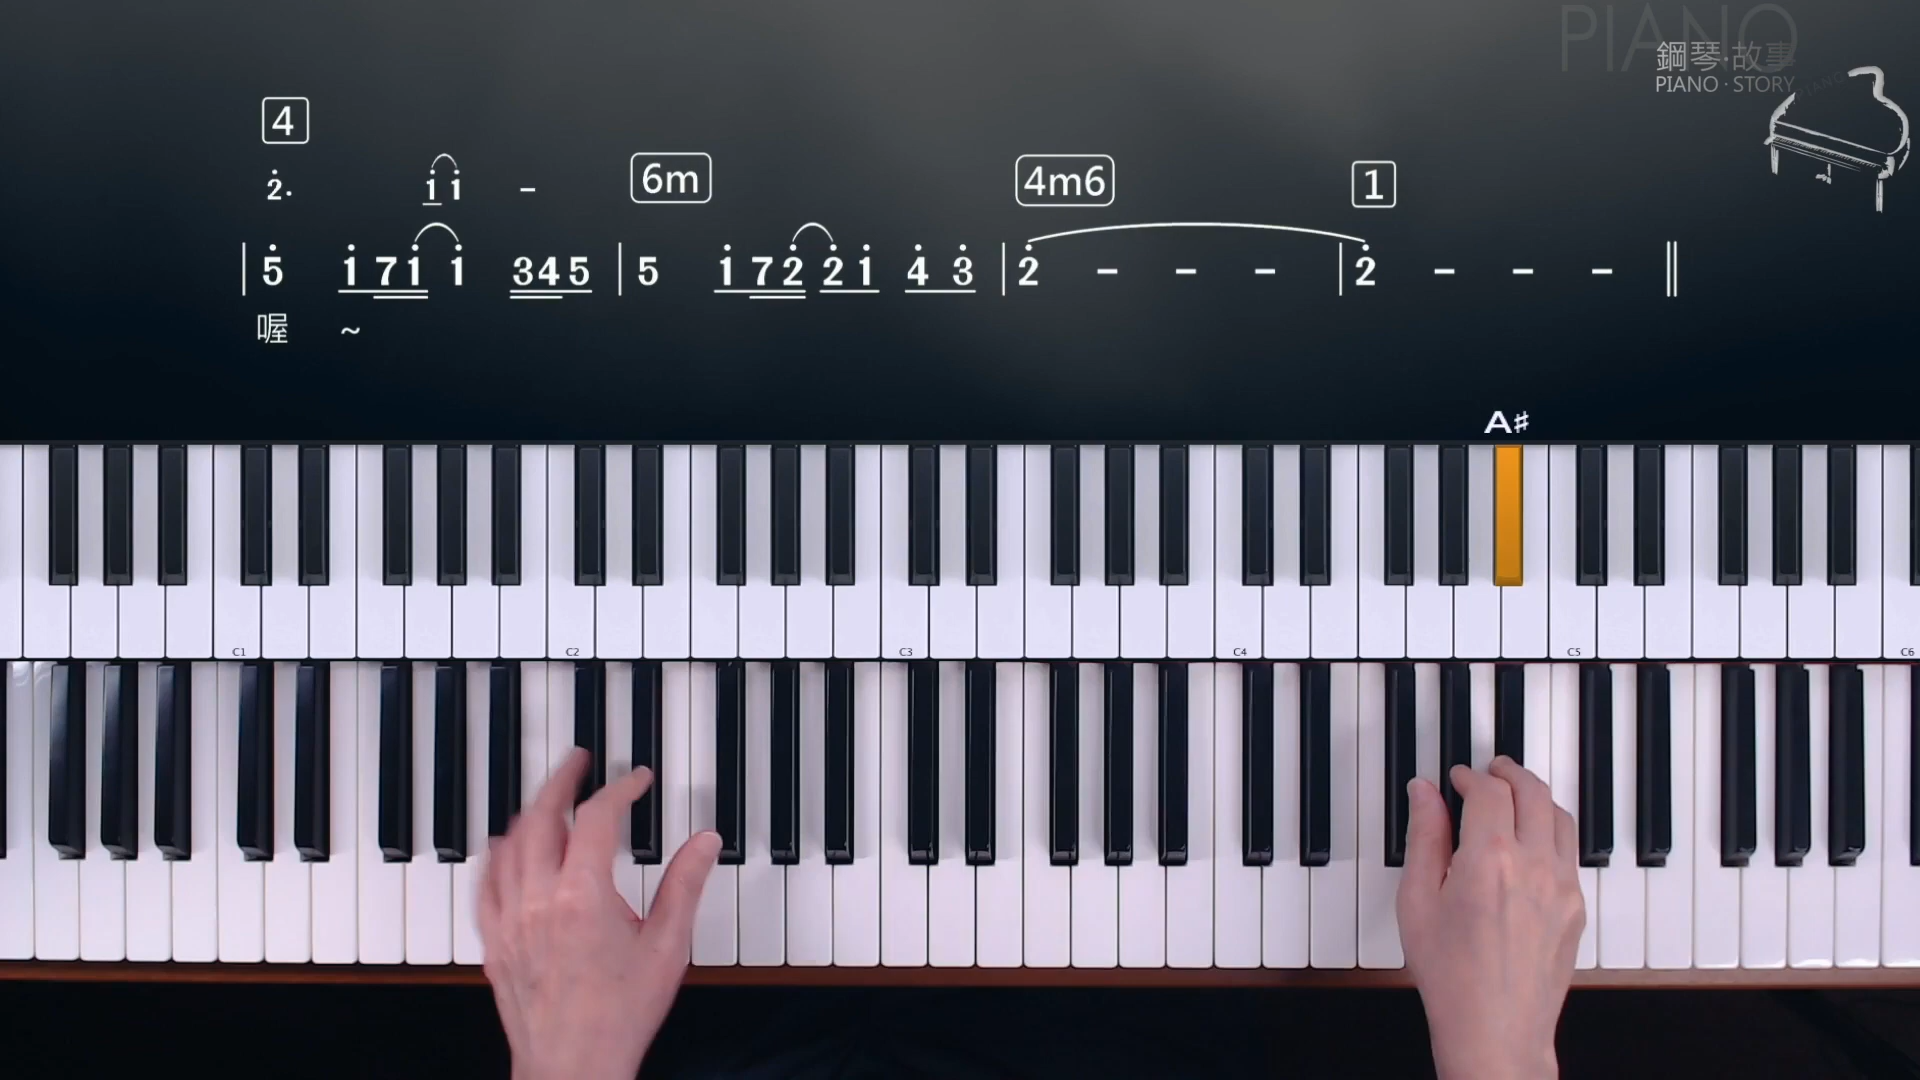 PIANO
鋼琴·故事
PIANO · STORY
4
2. 1 1 –
6m
4m6
1
5 1 7 1 1 3 4 5 | 5 1 7 2 2 1 4 3 | 2 – – – | 2 – – –
喔 ~
A♯
C1 C2 C3 C4 C5 C6